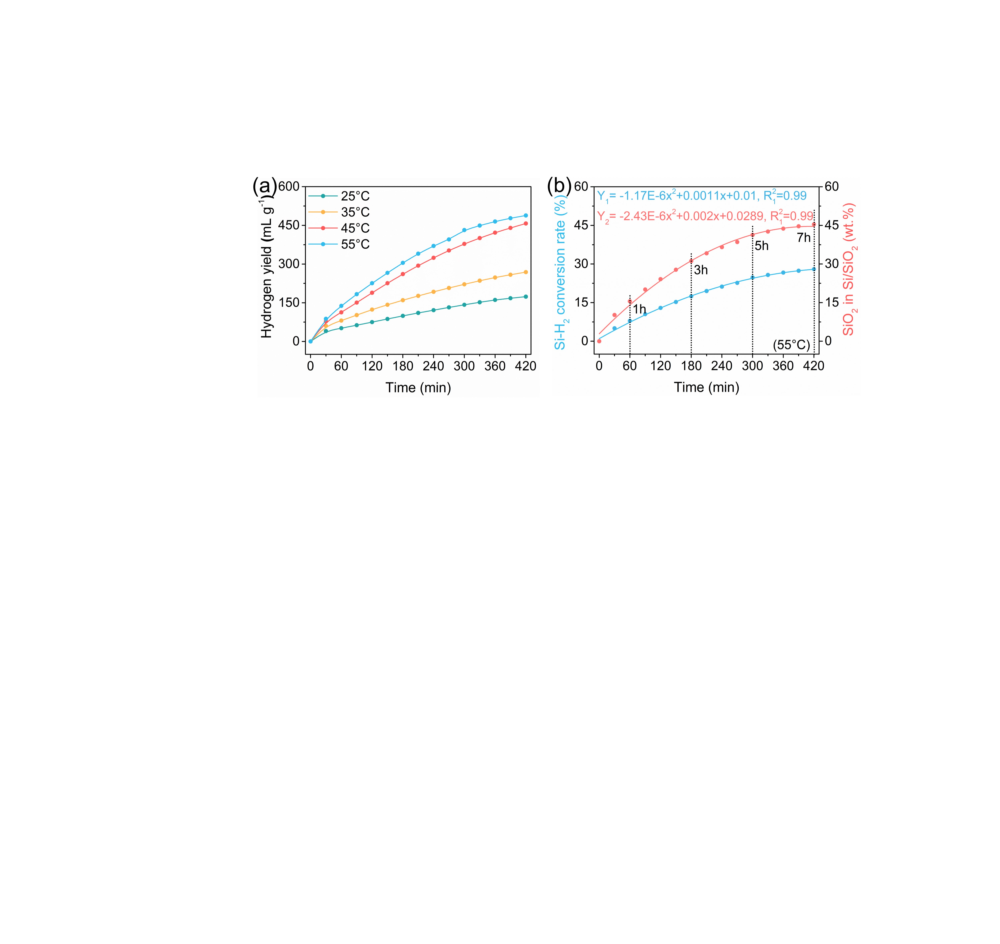 (a)
Hydrogen yield (mL g⁻¹)
600
450
300
150
0
25°C
35°C
45°C
55°C
0 60 120 180 240 300 360 420
Time (min)
(b)
Si-H₂ conversion rate (%)
60
45
30
15
0
Y₁= -1.17E-6x²+0.0011x+0.01, R₁²=0.99
Y₂= -2.43E-6x²+0.002x+0.0289, R₁²=0.99
1h
3h
5h
7h
(55°C)
60
45
30
15
0
SiO₂ in Si/SiO₂ (wt.%)
0 60 120 180 240 300 360 420
Time (min)